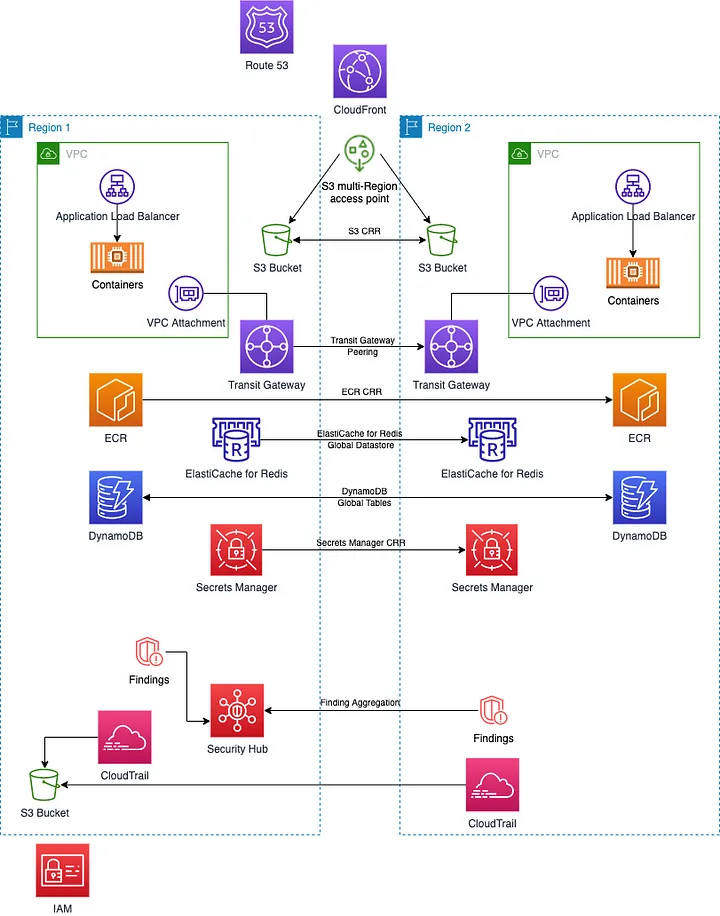 53
Route 53
CloudFront
Region 1
Region 2
VPC
VPC
S3 multi-Region
access point
Application Load Balancer
Application Load Balancer
S3 CRR
S3 Bucket
S3 Bucket
Containers
Containers
VPC Attachment
VPC Attachment
Transit Gateway
Peering
Transit Gateway
Transit Gateway
ECR CRR
ECR
ECR
ElastiCache for Redis
Global Datastore
R
R
ElastiCache for Redis
ElastiCache for Redis
DynamoDB
Global Tables
DynamoDB
DynamoDB
Secrets Manager CRR
Secrets Manager
Secrets Manager
Findings
Finding Aggregation
Findings
Security Hub
CloudTrail
S3 Bucket
CloudTrail
IAM